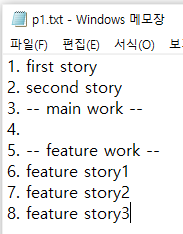 p1.txt - Windows 메모장
파일(F) 편집(E) 서식(O) 보
1. first story
2. second story
3. -- main work --
4.
5. -- feature work --
6. feature story1
7. feature story2
8. feature story3